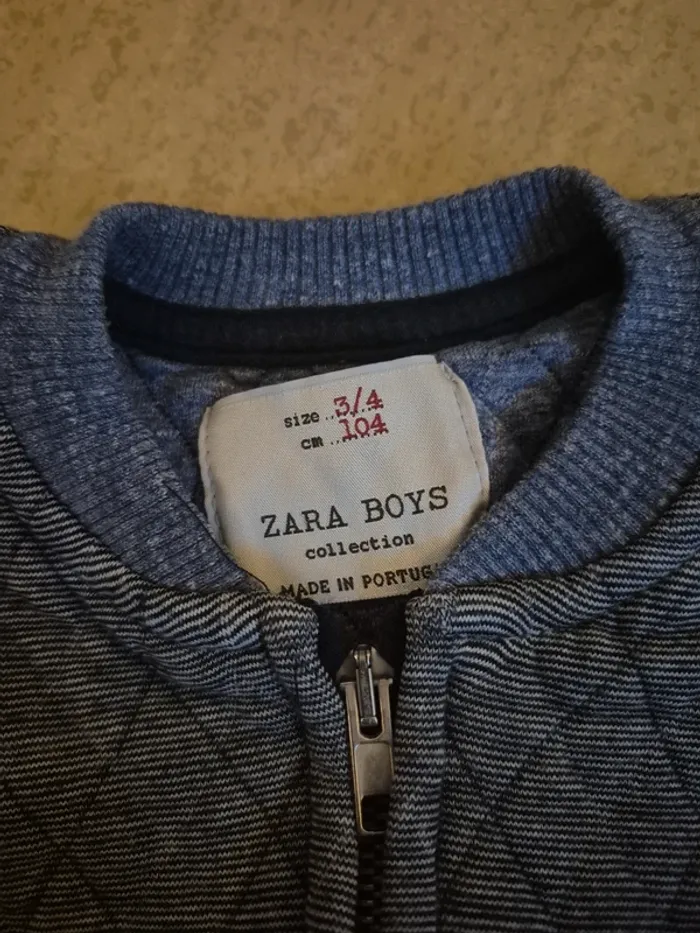 size 3/4
cm 104
ZARA BOYS
collection
MADE IN PORTUG